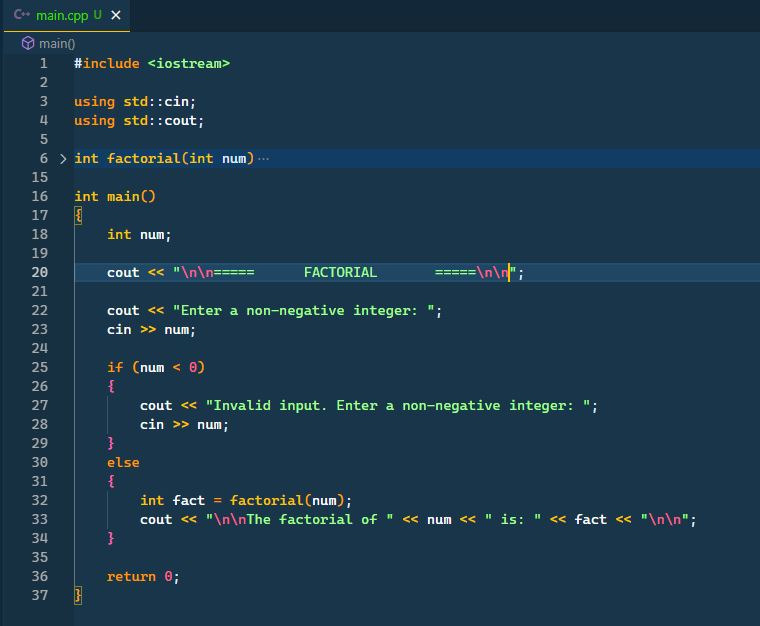 C++ main.cpp U ×
main()
1 #include <iostream>
2
3 using std::cin;
4 using std::cout;
5
6 > int factorial(int num) ···
15
16 int main()
17 {
18     int num;
19
20     cout << "\n\n=====      FACTORIAL       =====\n\n";
21
22     cout << "Enter a non-negative integer: ";
23     cin >> num;
24
25     if (num < 0)
26     {
27         cout << "Invalid input. Enter a non-negative integer: ";
28         cin >> num;
29     }
30     else
31     {
32         int fact = factorial(num);
33         cout << "\n\nThe factorial of " << num << " is: " << fact << "\n\n";
34     }
35
36     return 0;
37 }